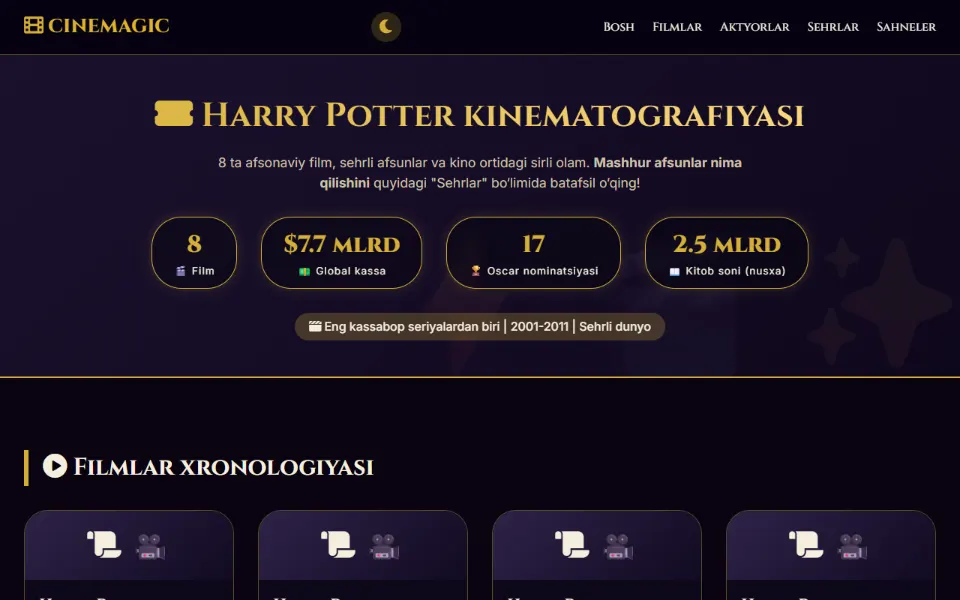 CINEMAGIC
Bosh Filmlar Aktyorlar Sehrlar Sahneler
Harry Potter kinematografiyasi
8 ta afsonaviy film, sehrli afsunlar va kino ortidagi sirli olam. Mashhur afsunlar nima
qilishini quyidagi "Sehrlar" bo'limida batafsil o'qing!
8
Film
$7.7 mlrd
Global kassa
17
Oscar nominatsiyasi
2.5 mlrd
Kitob soni (nusxa)
Eng kassabop seriyalardan biri | 2001-2011 | Sehrli dunyo
Filmlar xronologiyasi